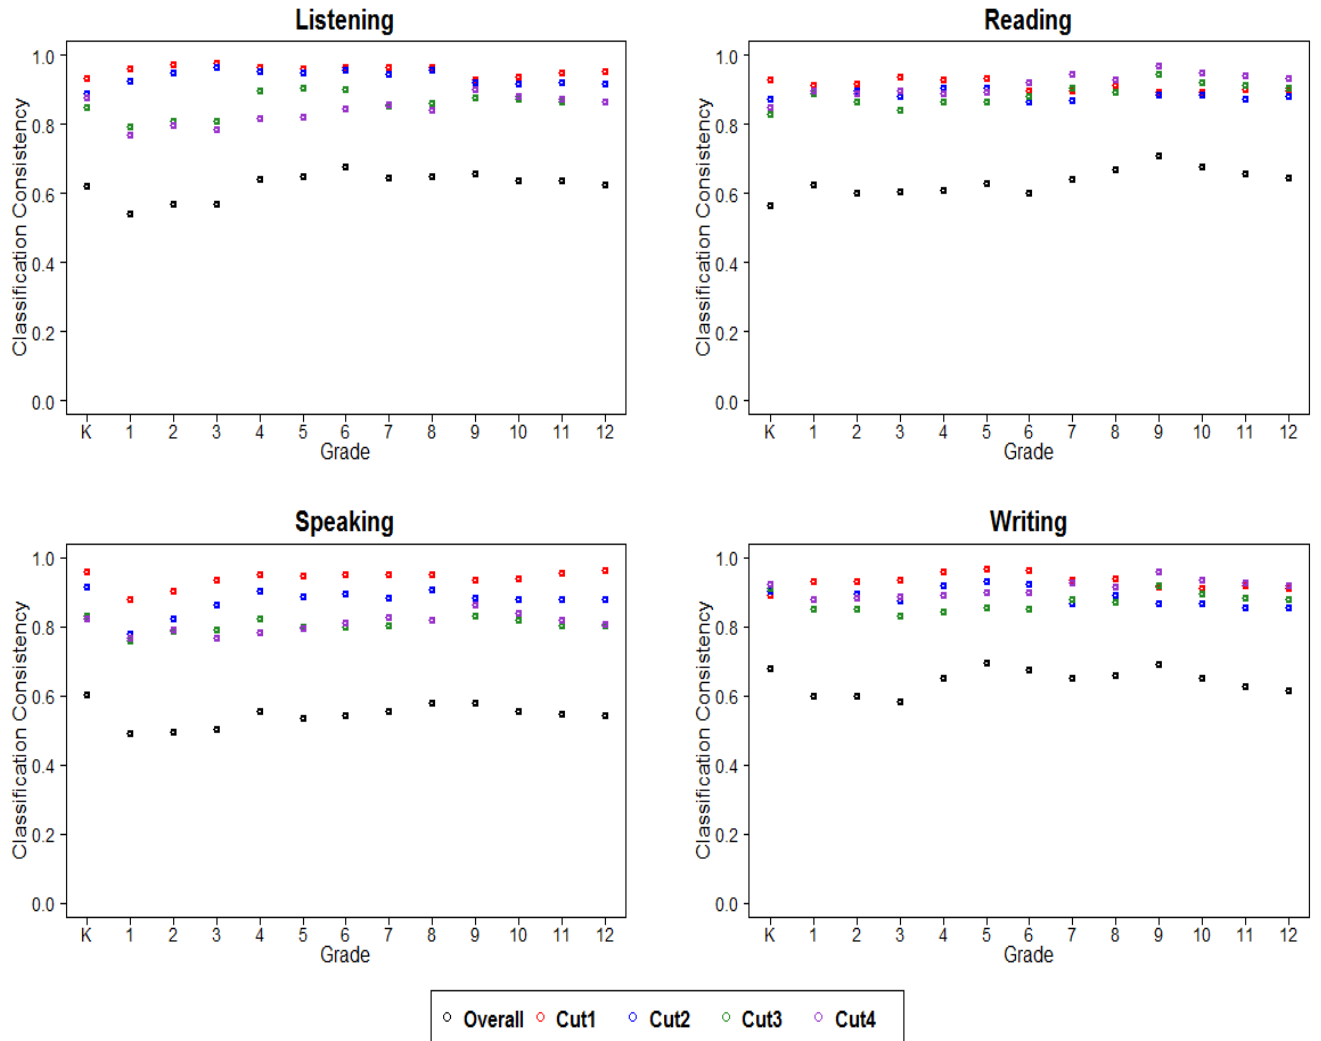 Listening
Classification Consistency
1.0
0.8
0.6
0.4
0.2
0.0
K 1 2 3 4 5 6 7 8 9 10 11 12
Grade
Reading
Classification Consistency
1.0
0.8
0.6
0.4
0.2
0.0
K 1 2 3 4 5 6 7 8 9 10 11 12
Grade
Speaking
Classification Consistency
1.0
0.8
0.6
0.4
0.2
0.0
K 1 2 3 4 5 6 7 8 9 10 11 12
Grade
Writing
Classification Consistency
1.0
0.8
0.6
0.4
0.2
0.0
K 1 2 3 4 5 6 7 8 9 10 11 12
Grade
Overall Cut1 Cut2 Cut3 Cut4